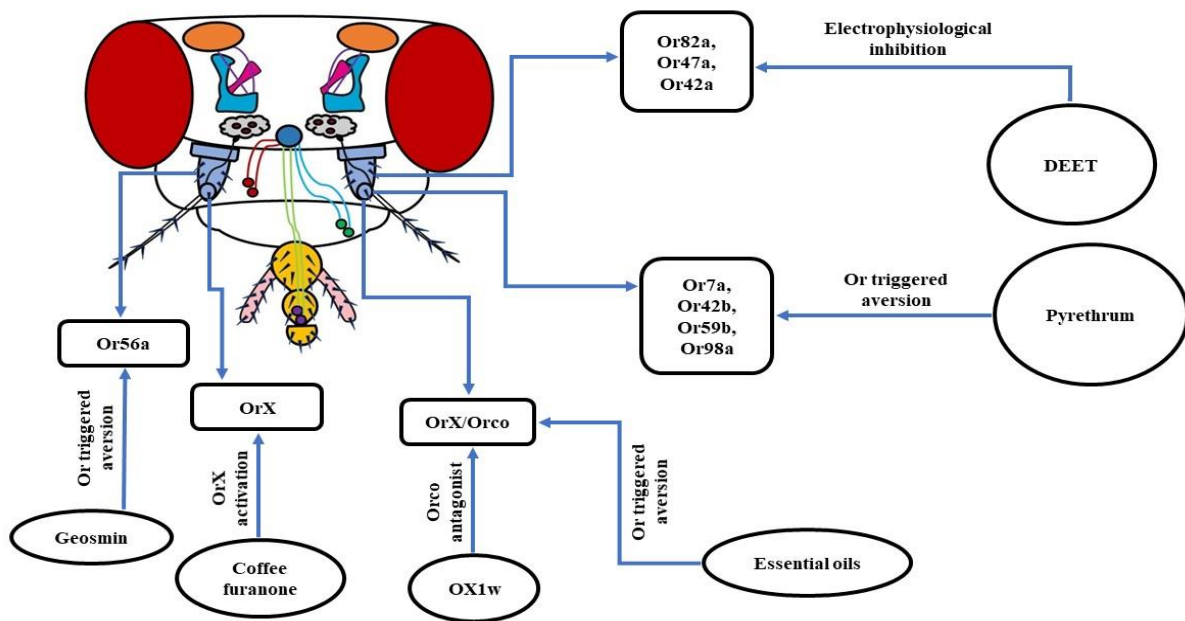 Or82a,
Or47a,
Or42a
Electrophysiological
inhibition
DEET
Or7a,
Or42b,
Or59b,
Or98a
Or triggered
aversion
Pyrethrum
Or56a
OrX
OrX/Orco
Or triggered
aversion
OrX
activation
Orco
antagonist
Or triggered
aversion
Geosmin
Coffee
furanone
OX1w
Essential oils